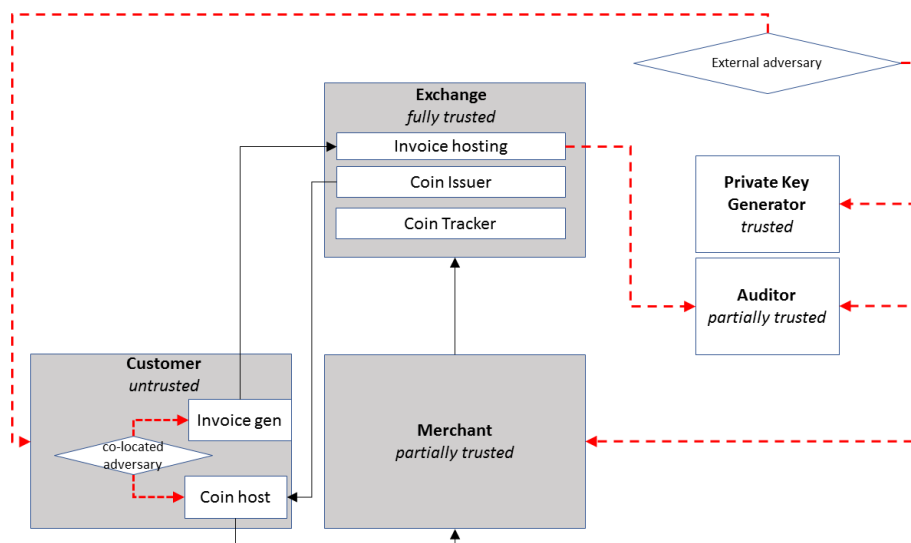 External adversary
Exchange
fully trusted
Invoice hosting
Coin Issuer
Coin Tracker
Private Key
Generator
trusted
Auditor
partially trusted
Customer
untrusted
Invoice gen
co-located
adversary
Coin host
Merchant
partially trusted